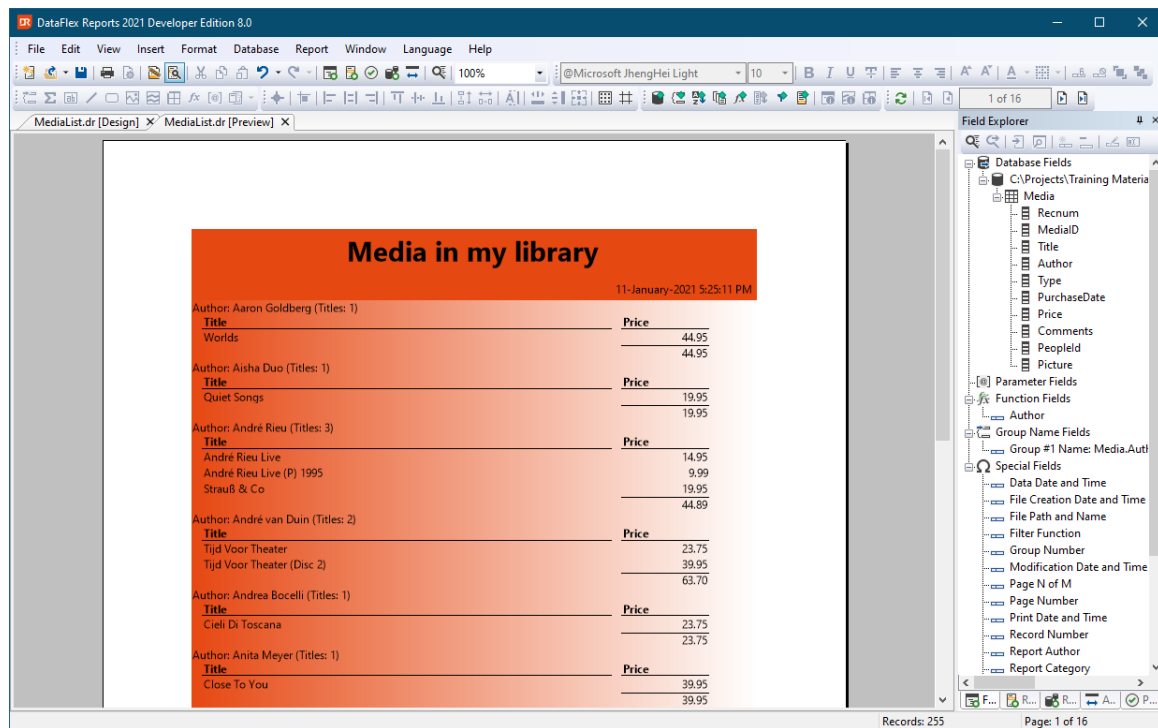 DataFlex Reports 2021 Developer Edition 8.0
File Edit View Insert Format Database Report Window Language Help
100% @Microsoft JhengHei Light 10
1 of 16
MediaList.dr [Design] MediaList.dr [Preview]
Media in my library
11-January-2021 5:25:11 PM
Author: Aaron Goldberg (Titles: 1)
Title Price
Worlds 44.95
44.95
Author: Aisha Duo (Titles: 1)
Title Price
Quiet Songs 19.95
19.95
Author: André Rieu (Titles: 3)
Title Price
André Rieu Live 14.95
André Rieu Live (P) 1995 9.99
Strauß & Co 19.95
44.89
Author: André van Duin (Titles: 2)
Title Price
Tijd Voor Theater 23.75
Tijd Voor Theater (Disc 2) 39.95
63.70
Author: Andrea Bocelli (Titles: 1)
Title Price
Cieli Di Toscana 23.75
23.75
Author: Anita Meyer (Titles: 1)
Title Price
Close To You 39.95
39.95
Field Explorer
Database Fields
C:\Projects\Training Materia
Media
Recnum
MediaID
Title
Author
Type
PurchaseDate
Price
Comments
PeopleId
Picture
Parameter Fields
Function Fields
Author
Group Name Fields
Group #1 Name: Media.Auth
Special Fields
Data Date and Time
File Creation Date and Time
File Path and Name
Filter Function
Group Number
Modification Date and Time
Page N of M
Page Number
Print Date and Time
Record Number
Report Author
Report Category
F... R... R... A... P...
Records: 255 Page: 1 of 16